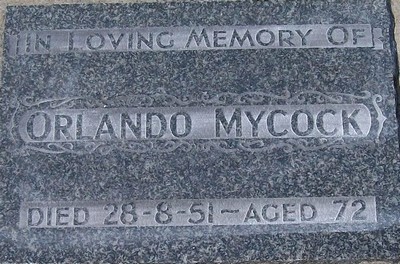 IN LOVING MEMORY OF
ORLANDO MYCOCK
DIED 28-8-51~AGED 72